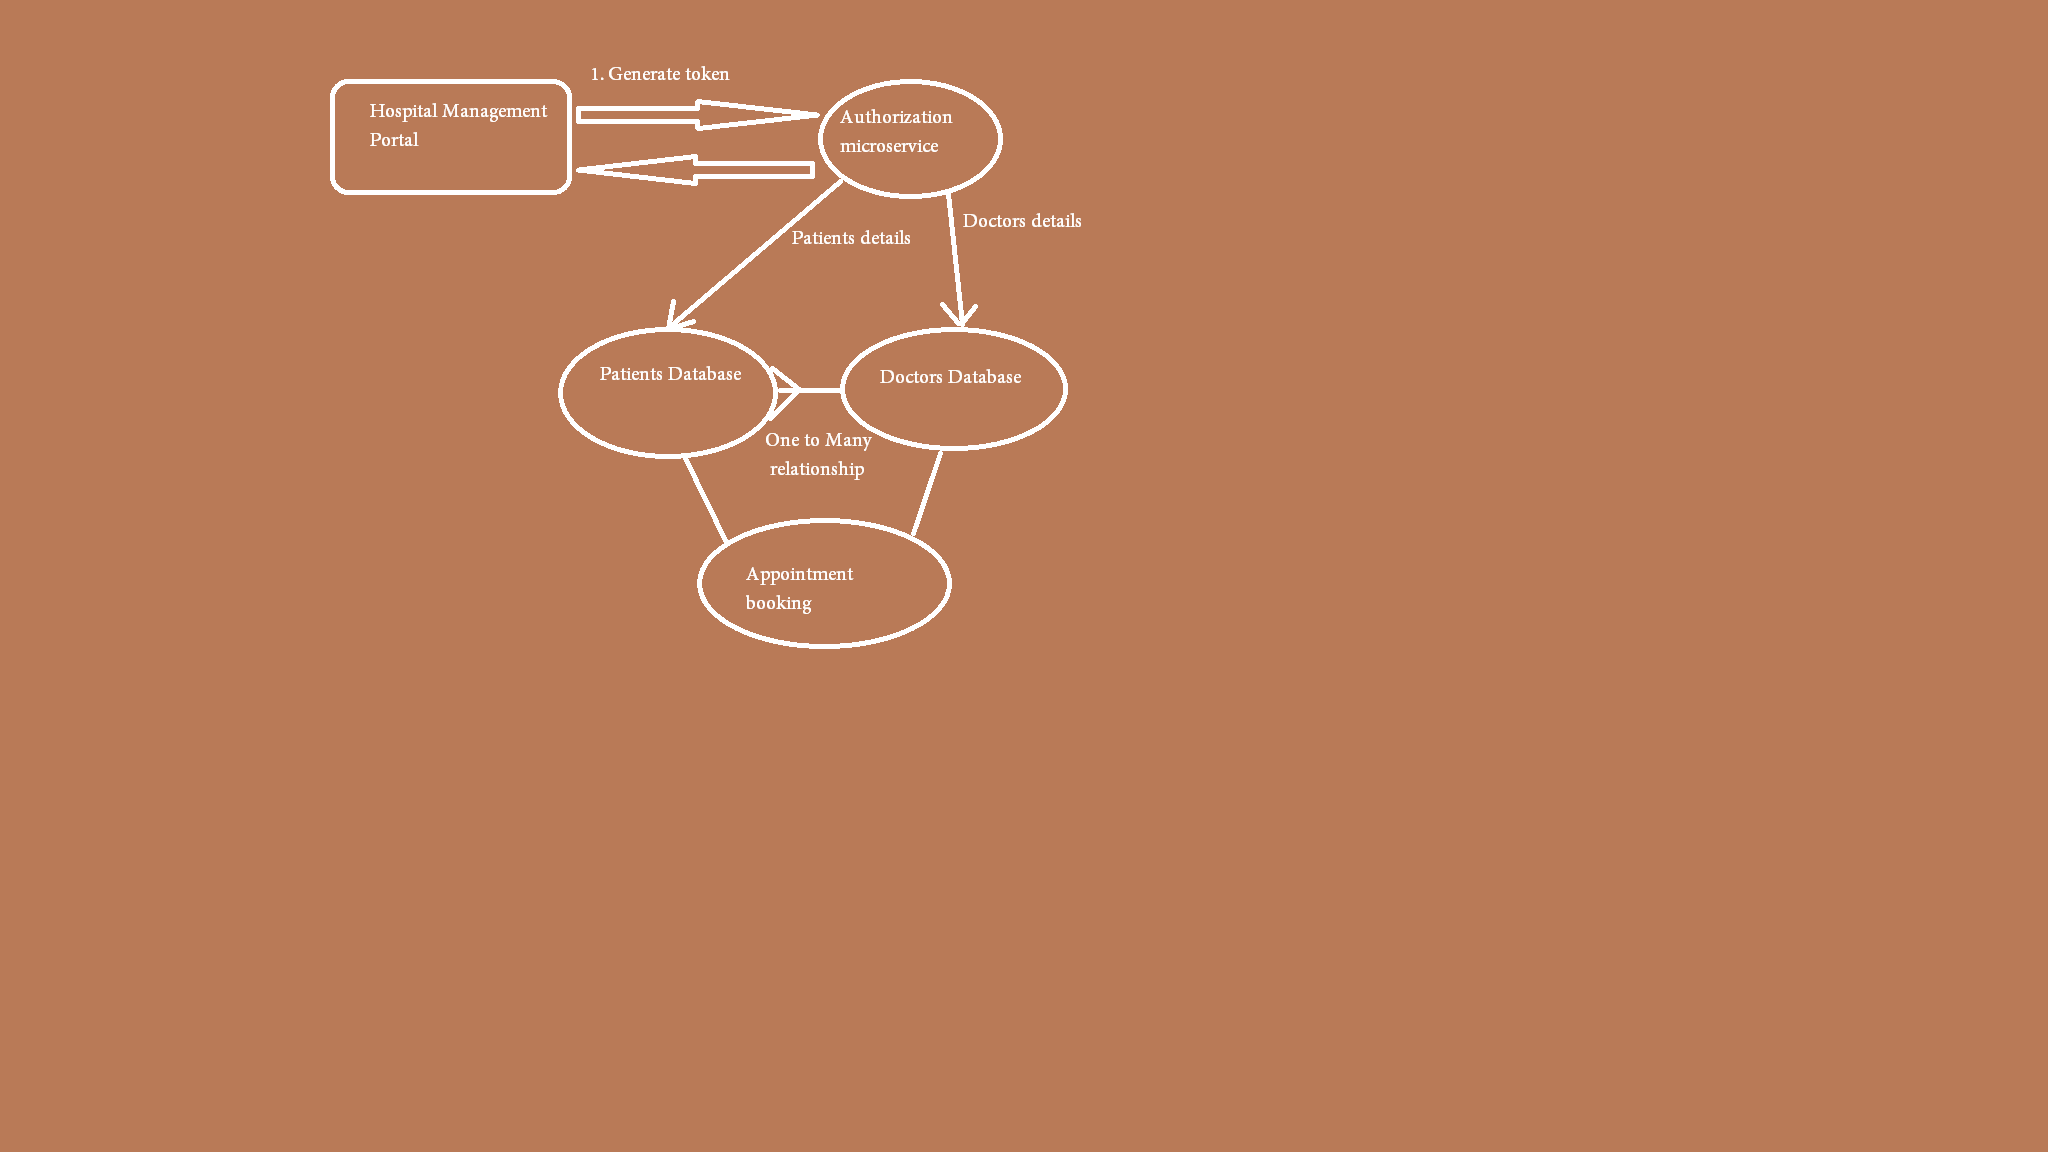 1. Generate token
Hospital Management
Portal
Authorization
microservice
Patients details
Doctors details
Patients Database
Doctors Database
One to Many
relationship
Appointment
booking